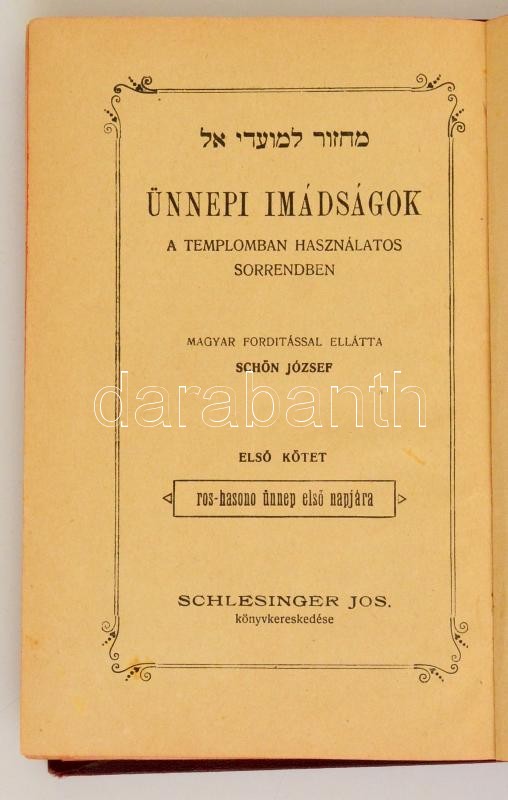 מחזור למועדי אל
ÜNNEPI IMÁDSÁGOK
A TEMPLOMBAN HASZNÁLATOS
SORRENDBEN
MAGYAR FORDITÁSSAL ELLÁTTA
SCHÖN JÓZSEF
darabanth
ELSŐ KÖTET
ros-hasono ünnep első napjára
SCHLESINGER JOS.
könyvkereskedése